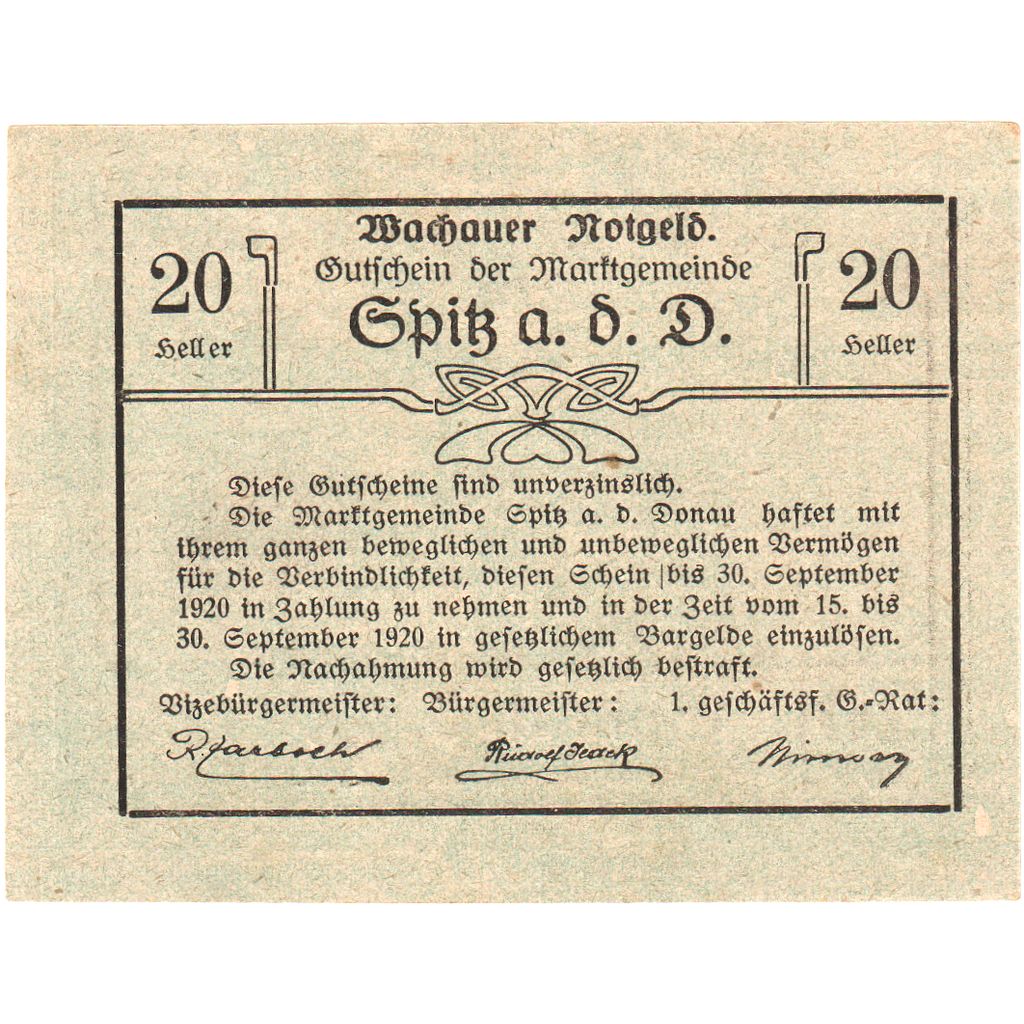 Wachauer Notgeld.
20 Heller
Gutschein der Marktgemeinde
20 Heller
Spitz a. d. D.
Diese Gutscheine sind unverzinslich.
Die Marktgemeinde Spitz a. d. Donau haftet mit
ihrem ganzen beweglichen und unbeweglichen Vermögen
für die Verbindlichkeit, diesen Schein bis 30. September
1920 in Zahlung zu nehmen und in der Zeit vom 15. bis
30. September 1920 in gesetzlichem Bargelde einzulösen.
Die Nachahmung wird gesetzlich bestraft.
Vizebürgermeister: Bürgermeister: 1. geschäftsf. G.-Rat:
Rudolf